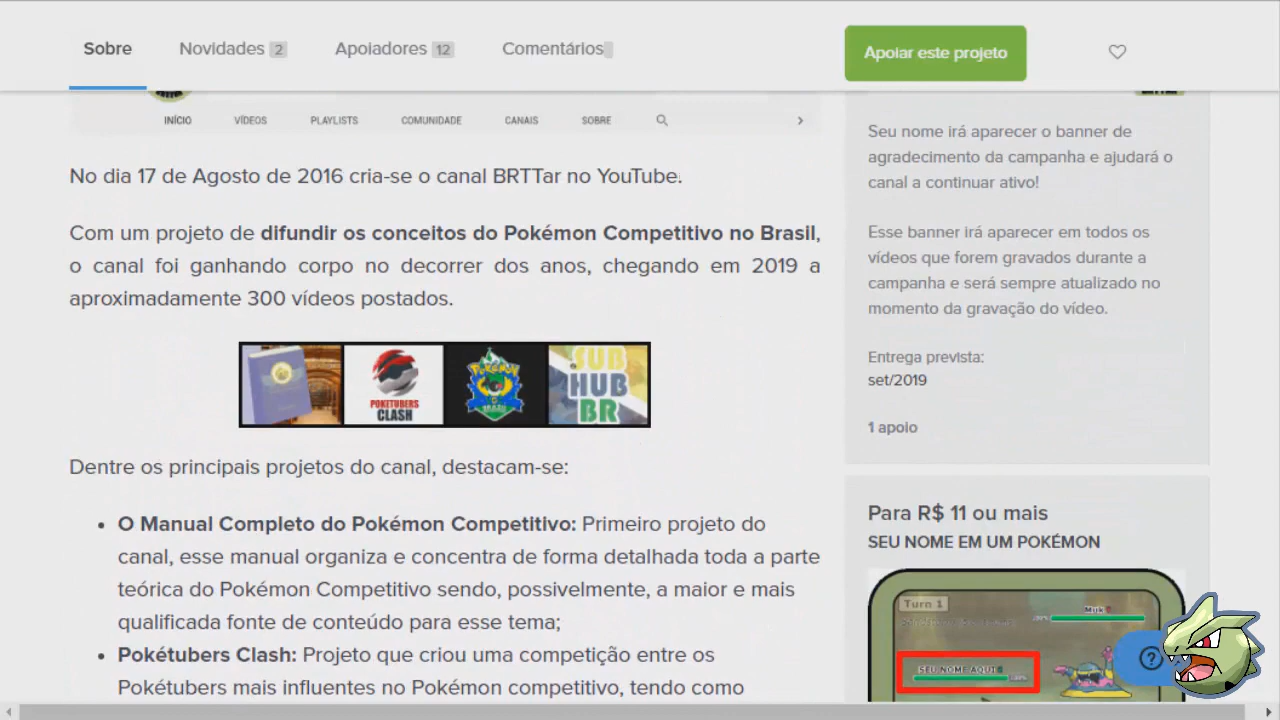 Sobre
Novidades 2
Apoiadores 12
Comentários
Apoiar este projeto
INÍCIO
VÍDEOS
PLAYLISTS
COMUNIDADE
CANAIS
SOBRE
No dia 17 de Agosto de 2016 cria-se o canal BRTTar no YouTube.
Com um projeto de difundir os conceitos do Pokémon Competitivo no Brasil,
o canal foi ganhando corpo no decorrer dos anos, chegando em 2019 a
aproximadamente 300 vídeos postados.
POKETUBERS
CLASH
POKÉMON
BRAZIL
SUB
HUB
BR
Dentre os principais projetos do canal, destacam-se:
• O Manual Completo do Pokémon Competitivo: Primeiro projeto do
canal, esse manual organiza e concentra de forma detalhada toda a parte
teórica do Pokémon Competitivo sendo, possivelmente, a maior e mais
qualificada fonte de conteúdo para esse tema;
• Pokétubers Clash: Projeto que criou uma competição entre os
Pokétubers mais influentes no Pokémon competitivo, tendo como
Seu nome irá aparecer o banner de
agradecimento da campanha e ajudará o
canal a continuar ativo!
Esse banner irá aparecer em todos os
vídeos que forem gravados durante a
campanha e será sempre atualizado no
momento da gravação do vídeo.
Entrega prevista:
set/2019
1 apoio
Para R$ 11 ou mais
SEU NOME EM UM POKÉMON
Turn 1
Muk
SEU NOME AQUI
100%